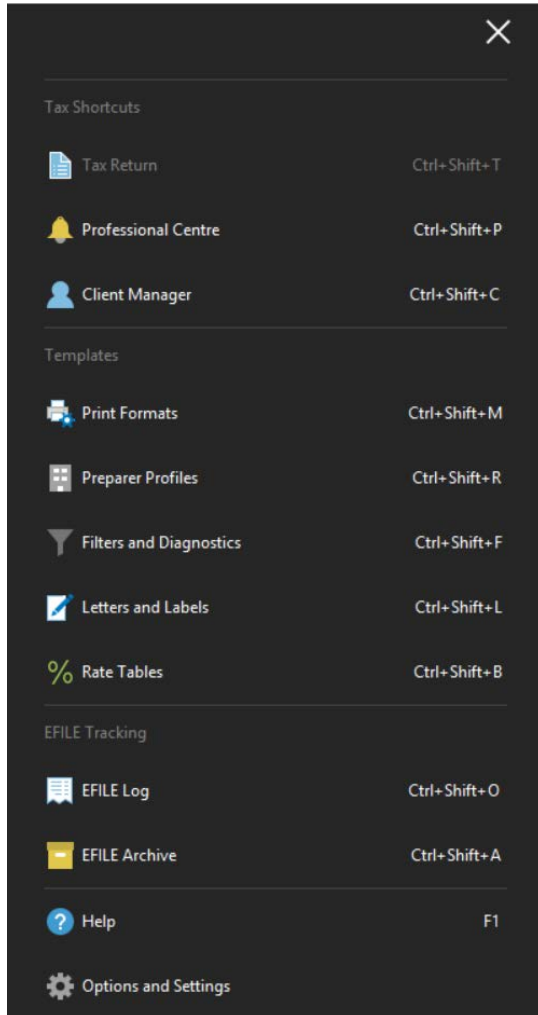 Tax Shortcuts
Tax Return Ctrl+Shift+T
Professional Centre Ctrl+Shift+P
Client Manager Ctrl+Shift+C
Templates
Print Formats Ctrl+Shift+M
Preparer Profiles Ctrl+Shift+R
Filters and Diagnostics Ctrl+Shift+F
Letters and Labels Ctrl+Shift+L
% Rate Tables Ctrl+Shift+B
EFILE Tracking
EFILE Log Ctrl+Shift+O
EFILE Archive Ctrl+Shift+A
? Help F1
Options and Settings